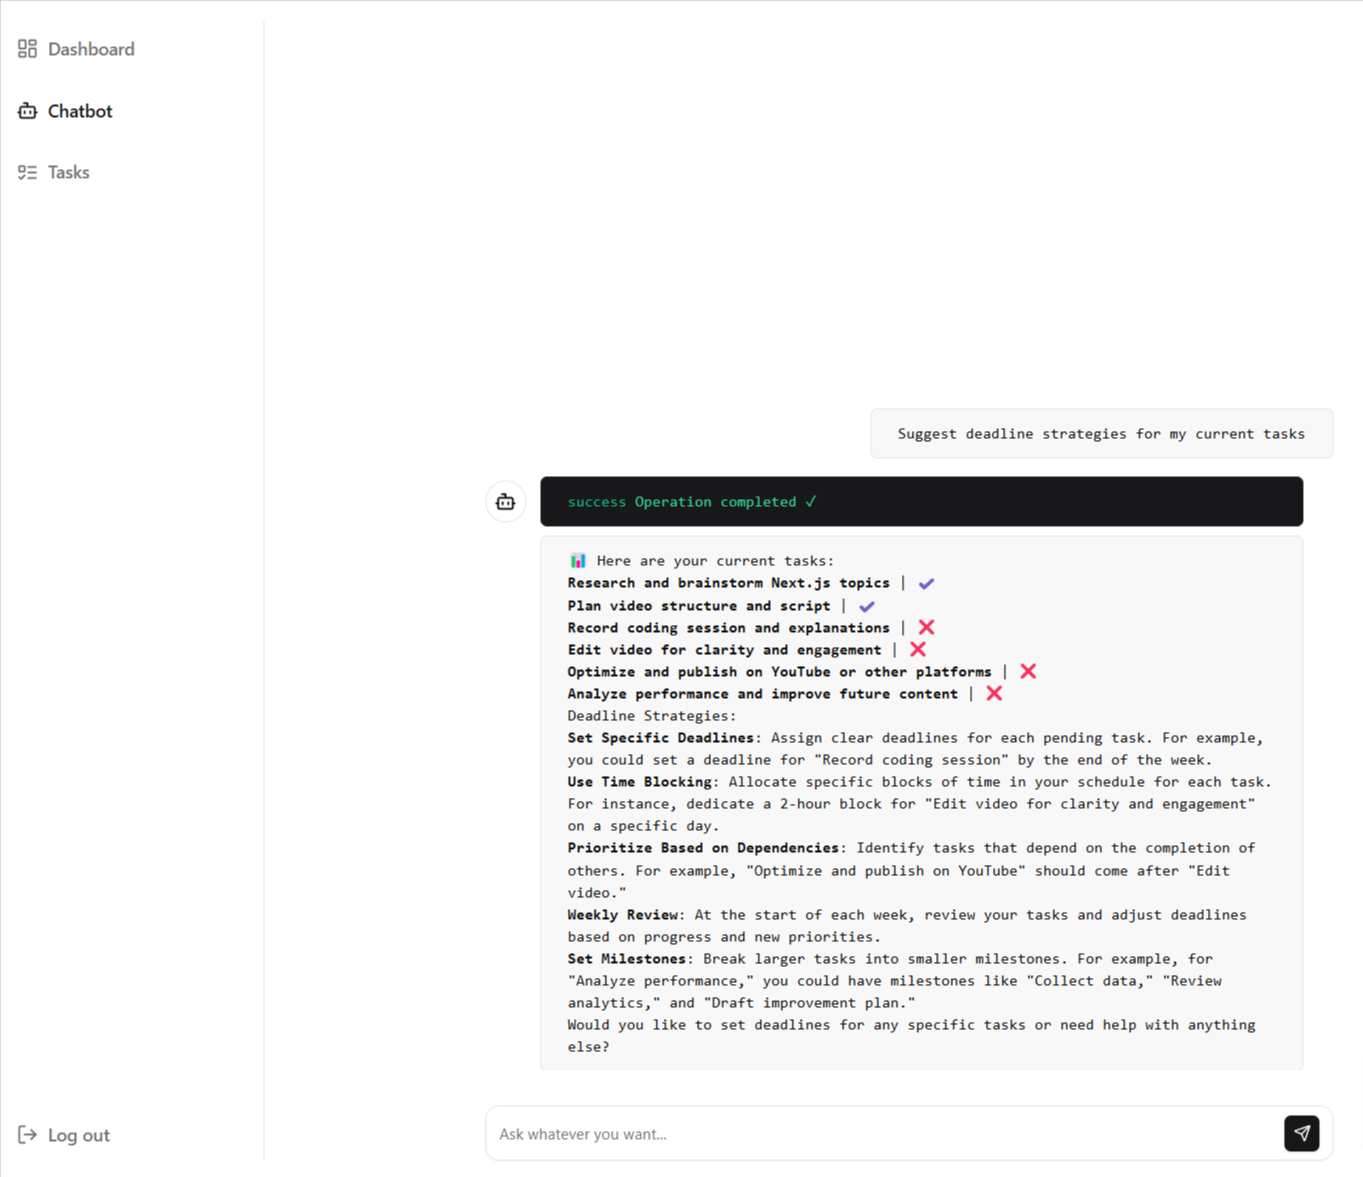 Dashboard
Chatbot
Tasks
Suggest deadline strategies for my current tasks
success Operation completed ✓
📊 Here are your current tasks:
Research and brainstorm Next.js topics | ✔
Plan video structure and script | ✔
Record coding session and explanations | ❌
Edit video for clarity and engagement | ❌
Optimize and publish on YouTube or other platforms | ❌
Analyze performance and improve future content | ❌
Deadline Strategies:
Set Specific Deadlines: Assign clear deadlines for each pending task. For example,
you could set a deadline for "Record coding session" by the end of the week.
Use Time Blocking: Allocate specific blocks of time in your schedule for each task.
For instance, dedicate a 2-hour block for "Edit video for clarity and engagement"
on a specific day.
Prioritize Based on Dependencies: Identify tasks that depend on the completion of
others. For example, "Optimize and publish on YouTube" should come after "Edit
video."
Weekly Review: At the start of each week, review your tasks and adjust deadlines
based on progress and new priorities.
Set Milestones: Break larger tasks into smaller milestones. For example, for
"Analyze performance," you could have milestones like "Collect data," "Review
analytics," and "Draft improvement plan."
Would you like to set deadlines for any specific tasks or need help with anything
else?
Ask whatever you want...
Log out